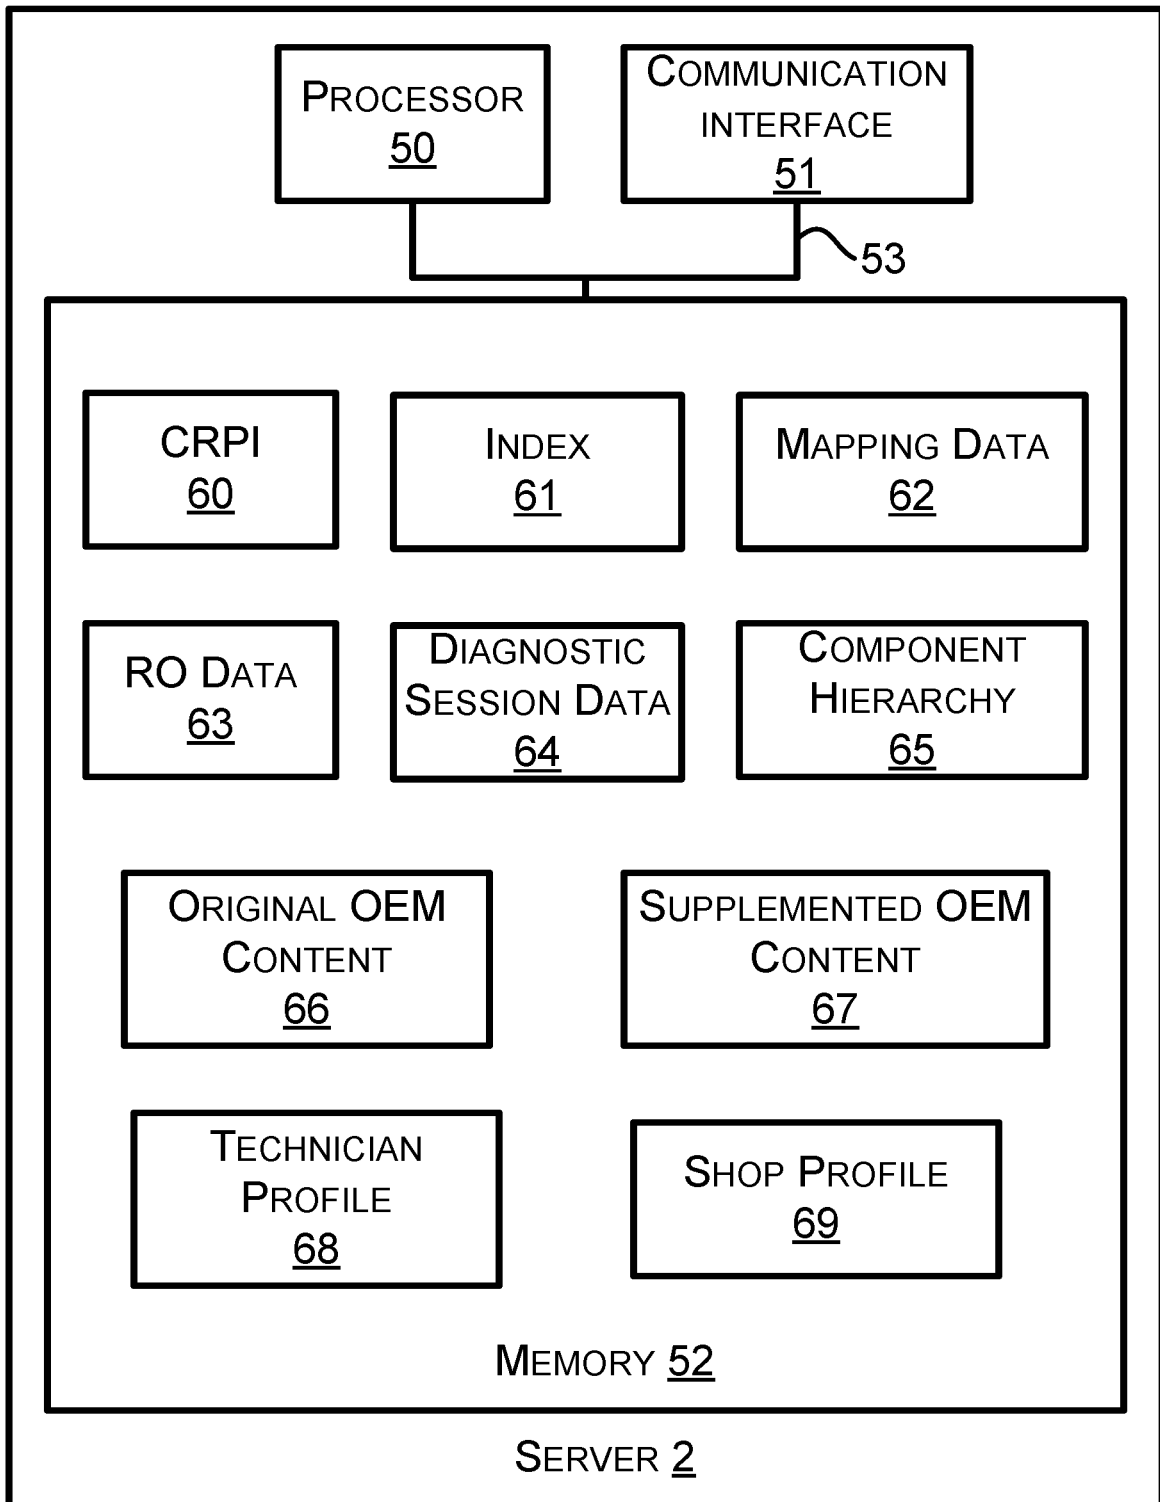 PROCESSOR
50
COMMUNICATION
INTERFACE
51
53
CRPI
60
INDEX
61
MAPPING DATA
62
RO DATA
63
DIAGNOSTIC
SESSION DATA
64
COMPONENT
HIERARCHY
65
ORIGINAL OEM
CONTENT
66
SUPPLEMENTED OEM
CONTENT
67
TECHNICIAN
PROFILE
68
SHOP PROFILE
69
MEMORY 52
SERVER 2